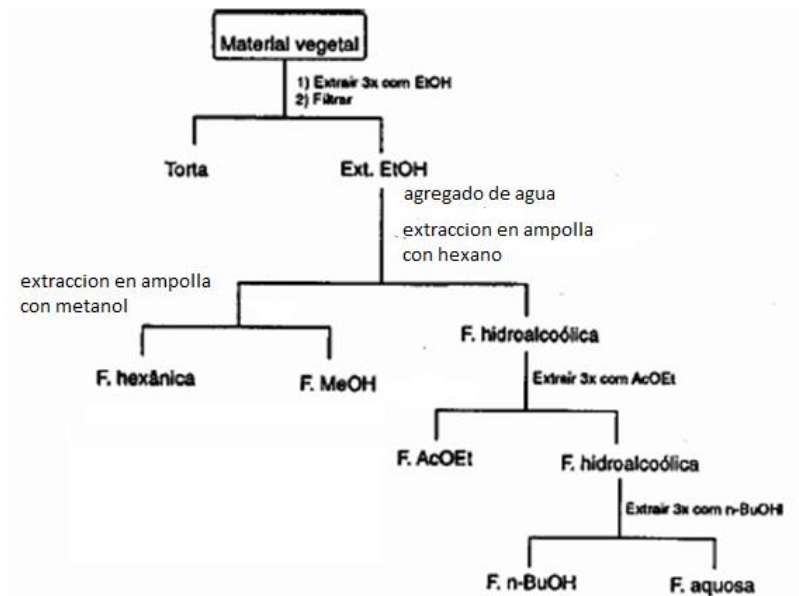 Material vegetal
1) Extrair 3x com EtOH
2) Filtrar
Torta
Ext. EtOH
agregado de agua
extraccion en ampolla
con hexano
extraccion en ampolla
con metanol
F. hexânica
F. MeOH
F. hidroalcoólica
Extrair 3x com AcOEt
F. AcOEt
F. hidroalcoólica
Extrair 3x com n-BuOHl
F. n-BuOH
F. aquosa